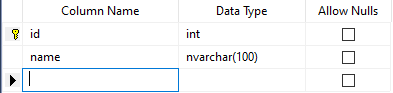 Column Name Data Type Allow Nulls
id int
name nvarchar(100)